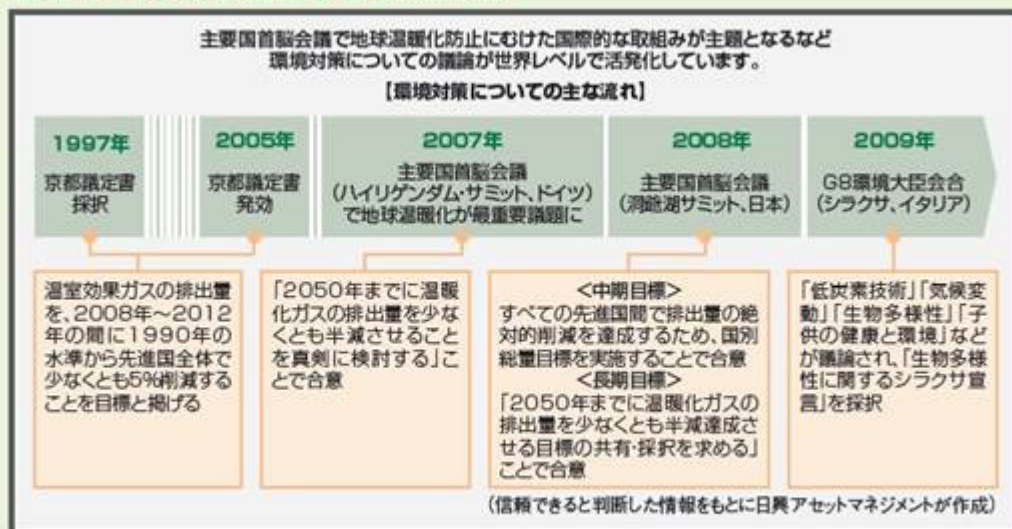 主要国首脳会議で地球温暖化防止にむけた国際的な取組みが主題となるなど
環境対策についての議論が世界レベルで活発化しています。
【環境対策についての主な流れ】
1997年
京都議定書
採択
2005年
京都議定書
発効
2007年
主要国首脳会議
(ハイリゲンダム・サミット、ドイツ)
で地球温暖化が最重要議題に
2008年
主要国首脳会議
(洞爺湖サミット、日本)
2009年
G8環境大臣会合
(シラクサ、イタリア)
温室効果ガスの排出量
を、2008年～2012
年の間に1990年の
水準から先進国全体で
少なくとも5%削減する
ことを目標と掲げる
「2050年までに温暖
化ガスの排出量を少な
くとも半減させること
を真剣に検討する」こ
とで合意
<中期目標>
すべての先進国間で排出量の絶
対的削減を達成するため、国別
総量目標を実施することで合意
<長期目標>
「2050年までに温暖化ガスの
排出量を少なくとも半減達成さ
せる目標の共有・採択を求める」
ことで合意
「低炭素技術」「気候変
動」「生物多様性」「子
供の健康と環境」など
が議論され、「生物多様
性に関するシラクサ宣
言」を採択
(信頼できると判断した情報をもとに日興アセットマネジメントが作成)